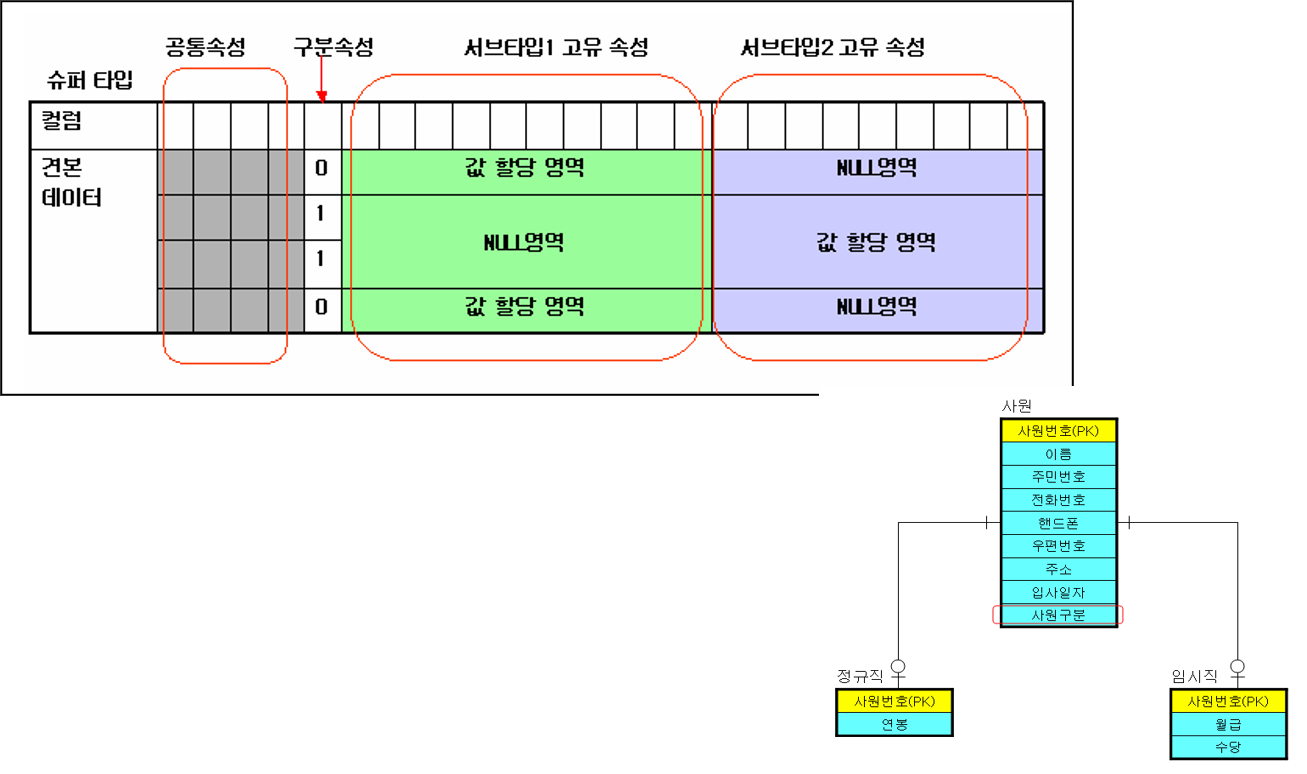 공통속성 구분속성 서브타입1 고유 속성 서브타입2 고유 속성
슈퍼 타입
컬럼
견본 0 값 할당 영역 NULL영역
데이터
1
NULL영역 값 할당 영역
1
0 값 할당 영역 NULL영역
사원
사원번호(PK)
이름
주민번호
전화번호
핸드폰
우편번호
주소
입사일자
사원구분
정규직
사원번호(PK)
연봉
임시직
사원번호(PK)
월급
수당